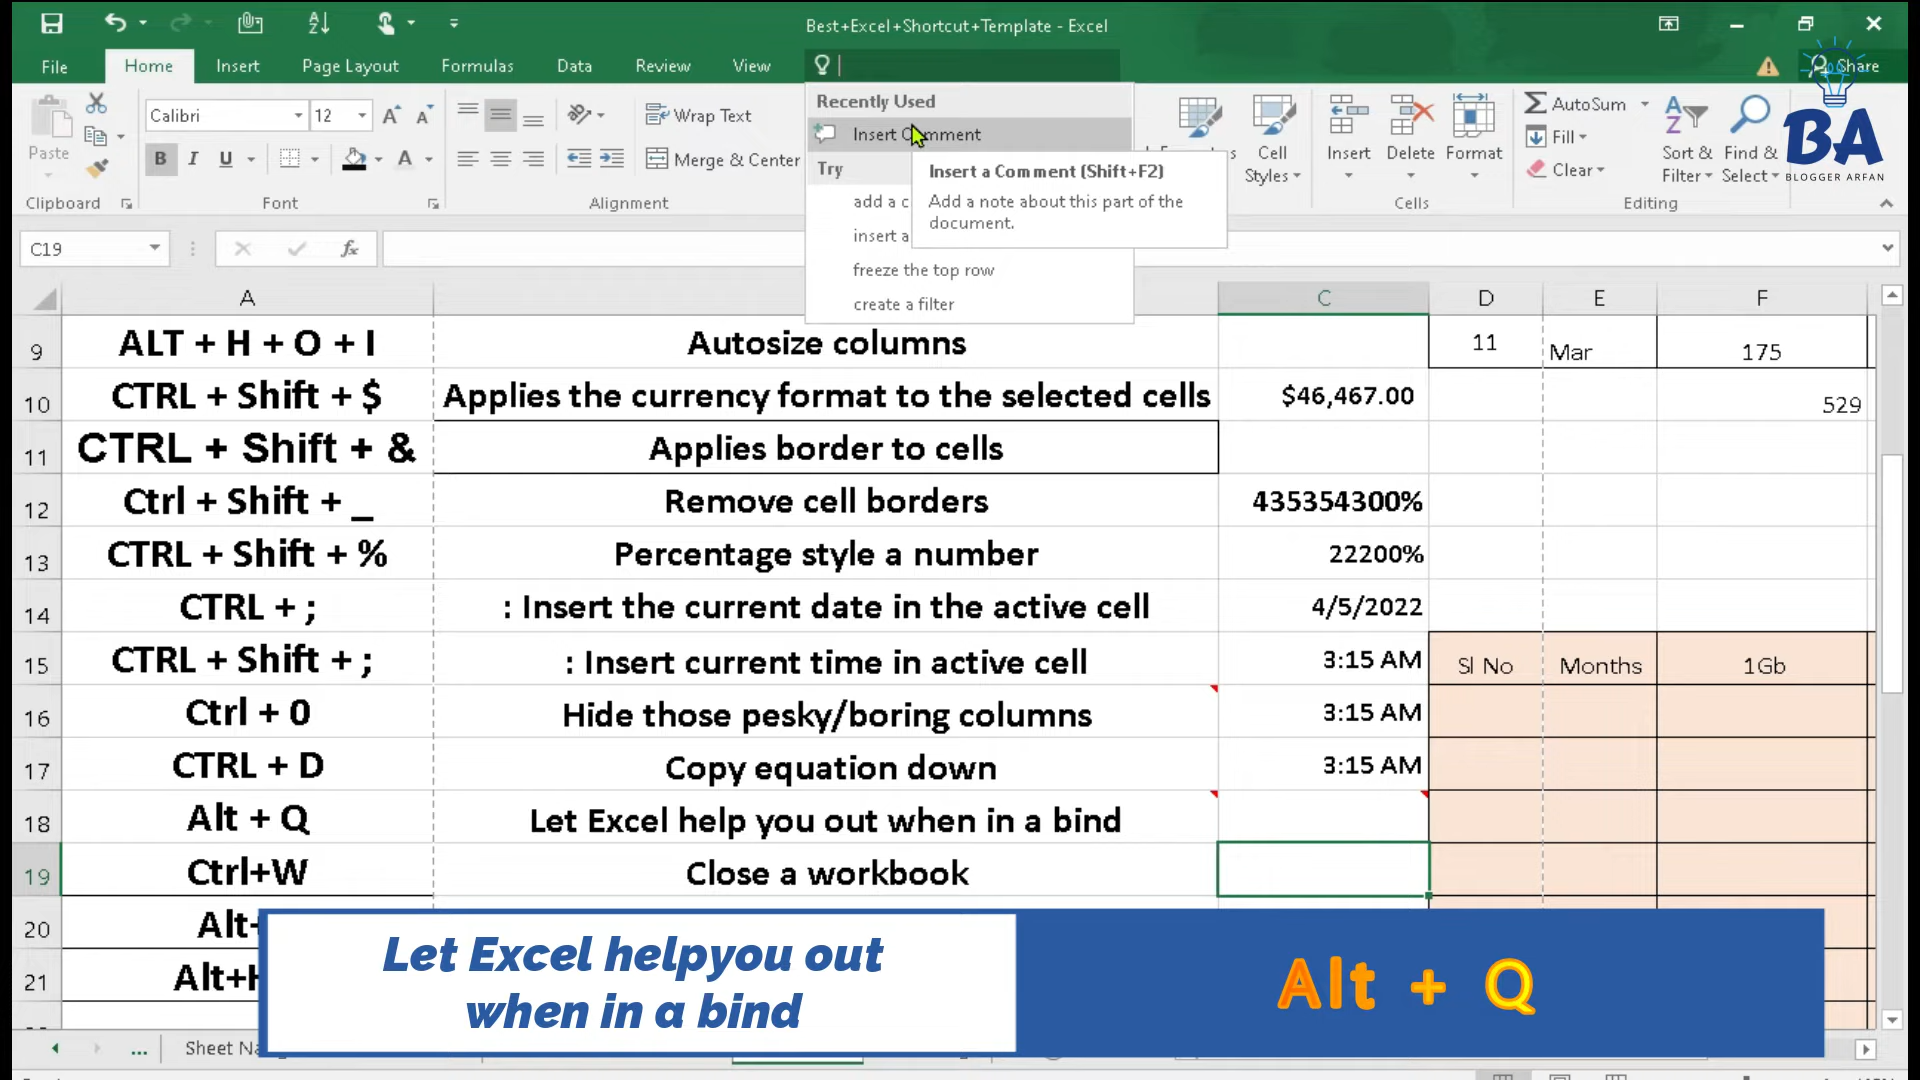 Best+Excel+Shortcut+Template - Excel
File Home Insert Page Layout Formulas Data Review View Share
Recently Used
Insert Comment
Try
add a c
insert a
freeze the top row
create a filter
Insert a Comment (Shift+F2)
Add a note about this part of the
document.
Paste
Calibri 12
B I U A
Wrap Text
Merge & Center
Cell
Styles
Insert Delete Format
AutoSum
Fill
Clear
Sort &
Filter
Find &
Select
BA
BLOGGER ARFAN
Clipboard Font Alignment Cells Editing
C19 fx
A C D E F
9 ALT + H + O + I Autosize columns 11 Mar 175
10 CTRL + Shift + $ Applies the currency format to the selected cells $46,467.00 529
11 CTRL + Shift + & Applies border to cells
12 Ctrl + Shift + _ Remove cell borders 435354300%
13 CTRL + Shift + % Percentage style a number 22200%
14 CTRL + ; : Insert the current date in the active cell 4/5/2022
15 CTRL + Shift + ; : Insert current time in active cell 3:15 AM Sl No Months 1Gb
16 Ctrl + 0 Hide those pesky/boring columns 3:15 AM
17 CTRL + D Copy equation down 3:15 AM
18 Alt + Q Let Excel help you out when in a bind
19 Ctrl+W Close a workbook
20 Alt+
21 Alt+H
Let Excel helpyou out
when in a bind
Alt + Q
... Sheet Na